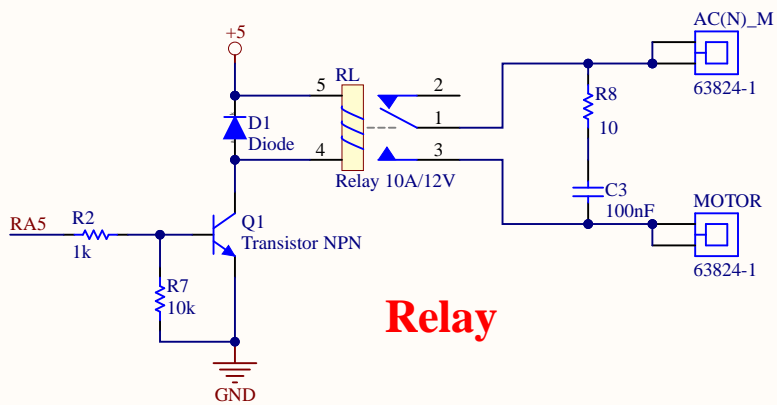 AC(N)_M
+5
RL
5
2
63824-1
R8
D1
1
10
Diode
4
3
Relay 10A/12V
C3
100nF
MOTOR
R2
Q1
RA5
Transistor NPN
1k
63824-1
R7
10k
Relay
GND